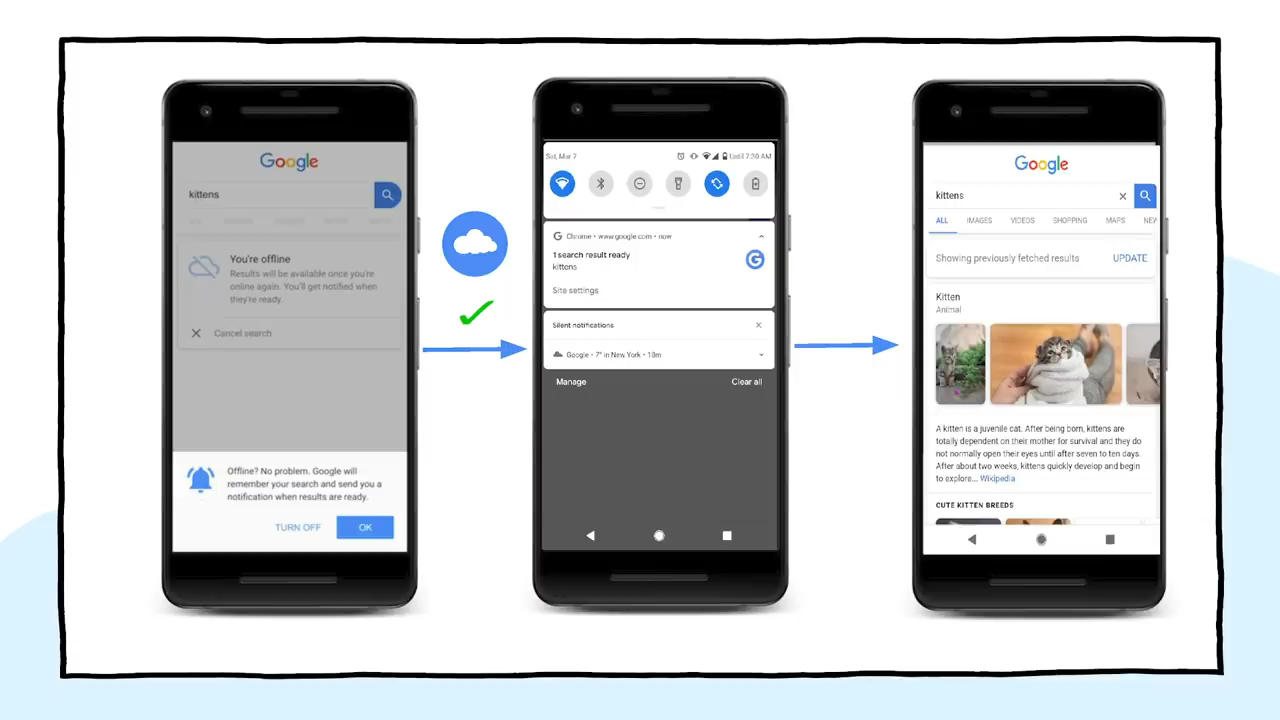 Google
kittens
You're offline
Results will be available once you're
online again. You'll get notified when
they're ready.
Cancel search
Offline? No problem. Google will
remember your search and send you a
notification when results are ready.
TURN OFF OK
Sat, Mar 7 Until 7:30 AM
Chrome • www.google.com • now
1 search result ready
kittens
Site settings
Silent notifications
Google • 7° in New York • 18m
Manage Clear all
Google
kittens
ALL IMAGES VIDEOS SHOPPING MAPS NEW
Showing previously fetched results UPDATE
Kitten
Animal
A kitten is a juvenile cat. After being born, kittens are
totally dependent on their mother for survival and they do
not normally open their eyes until after seven to ten days.
After about two weeks, kittens quickly develop and begin
to explore... Wikipedia
CUTE KITTEN BREEDS